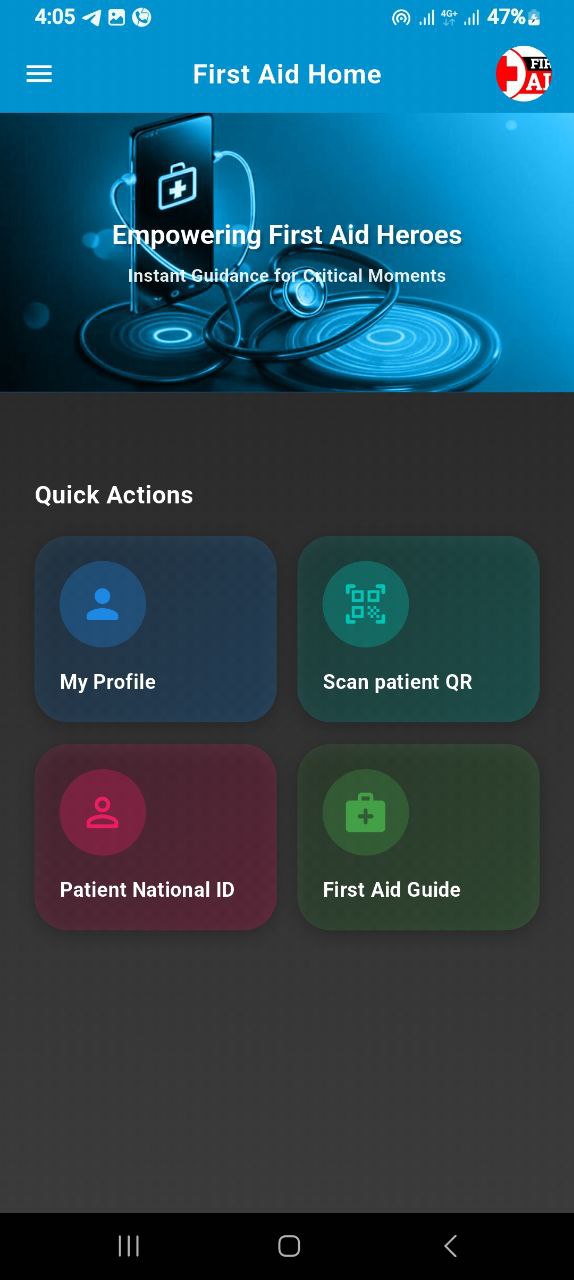 4:05
4G+
47%
First Aid Home
FIR
AI
Empowering First Aid Heroes
Instant Guidance for Critical Moments
Quick Actions
My Profile
Scan patient QR
Patient National ID
First Aid Guide